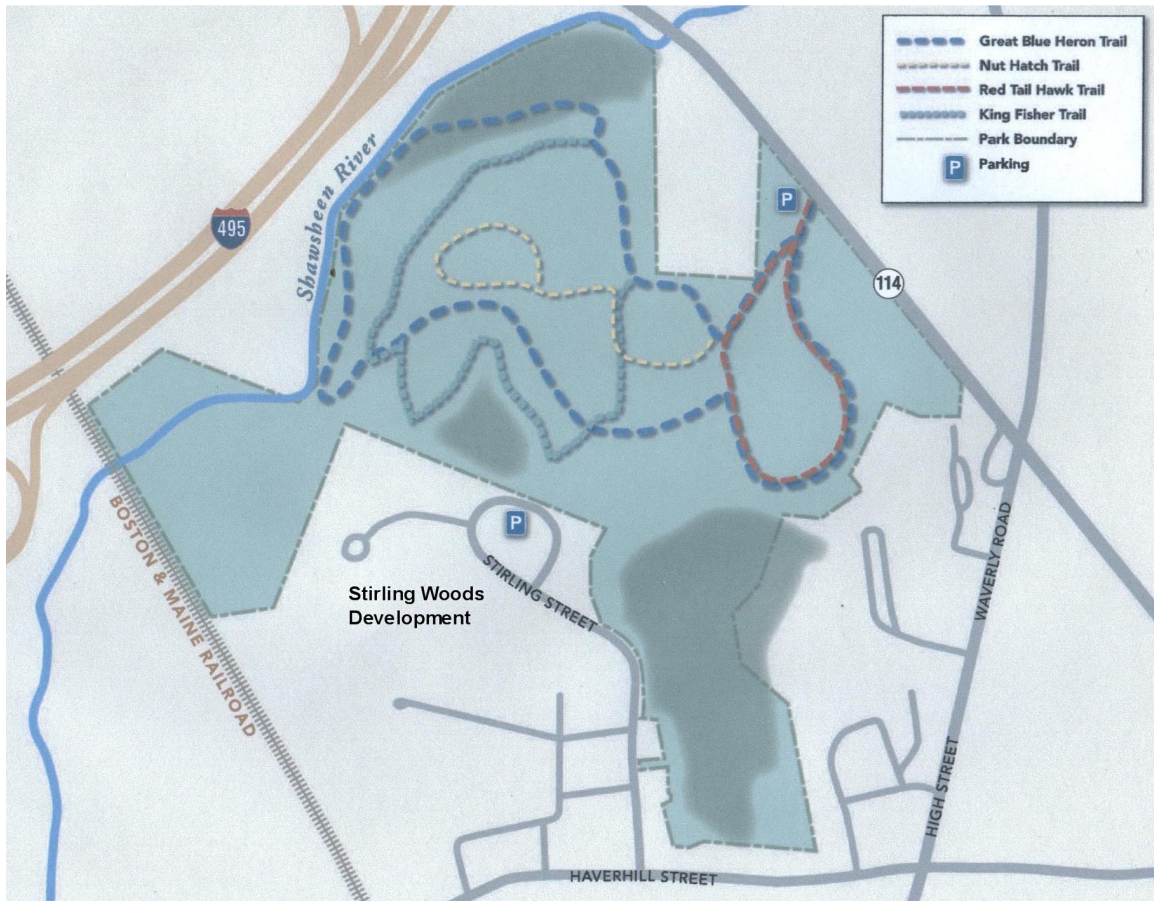 Great Blue Heron Trail
Nut Hatch Trail
Red Tail Hawk Trail
King Fisher Trail
Park Boundary
P
Parking
495
Shawsheen River
P
114
BOSTON & MAINE RAILROAD
P
STIRLING STREET
Stirling Woods
Development
WAVERLY ROAD
HIGH STREET
HAVERHILL STREET